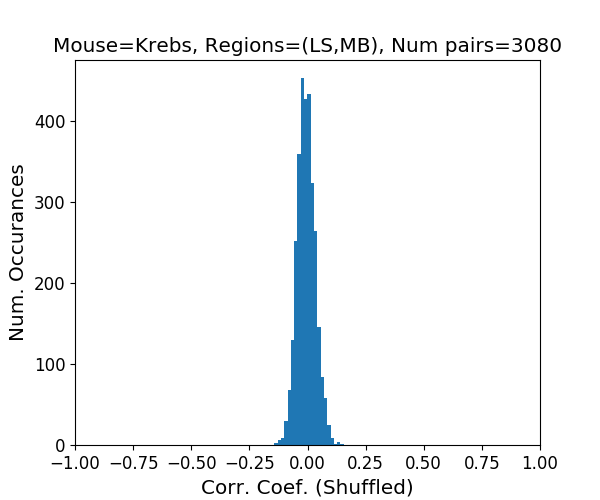 Mouse=Krebs, Regions=(LS,MB), Num pairs=3080
400
300
200
100
0
Num. Occurances
−1.00 −0.75 −0.50 −0.25 0.00 0.25 0.50 0.75 1.00
Corr. Coef. (Shuffled)